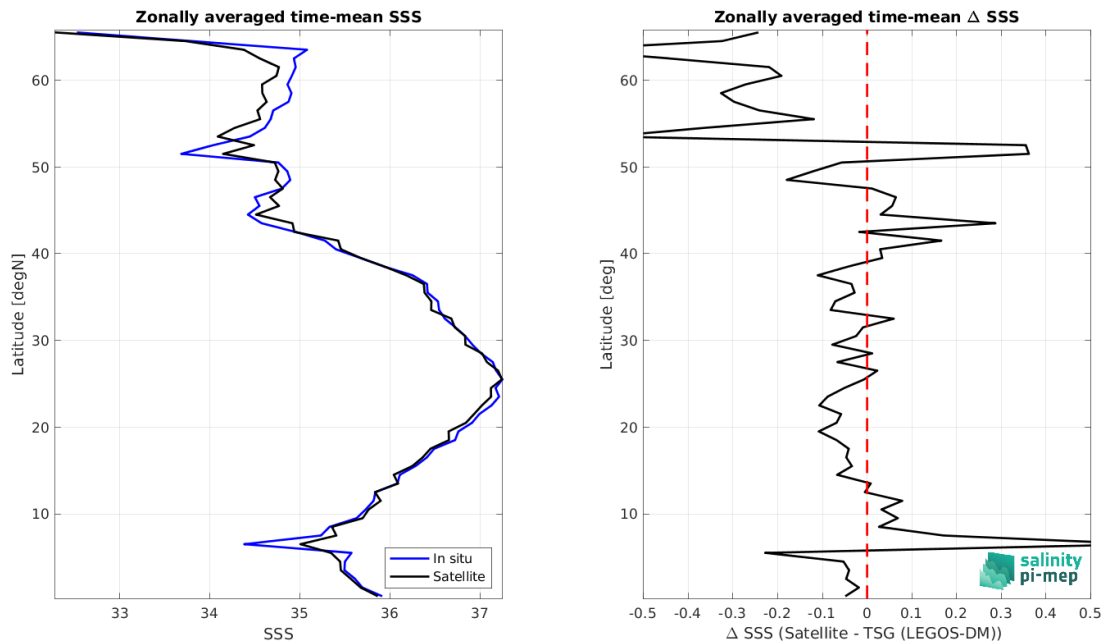 Zonally averaged time-mean SSS
60
50
40
30
20
10
Latitude [degN]
33
34
35
36
37
SSS
In situ
Satellite
Zonally averaged time-mean Δ SSS
60
50
40
30
20
10
Latitude [deg]
-0.5
-0.4
-0.3
-0.2
-0.1
0
0.1
0.2
0.3
0.4
0.5
Δ SSS (Satellite - TSG (LEGOS-DM))
salinity
pi-mep